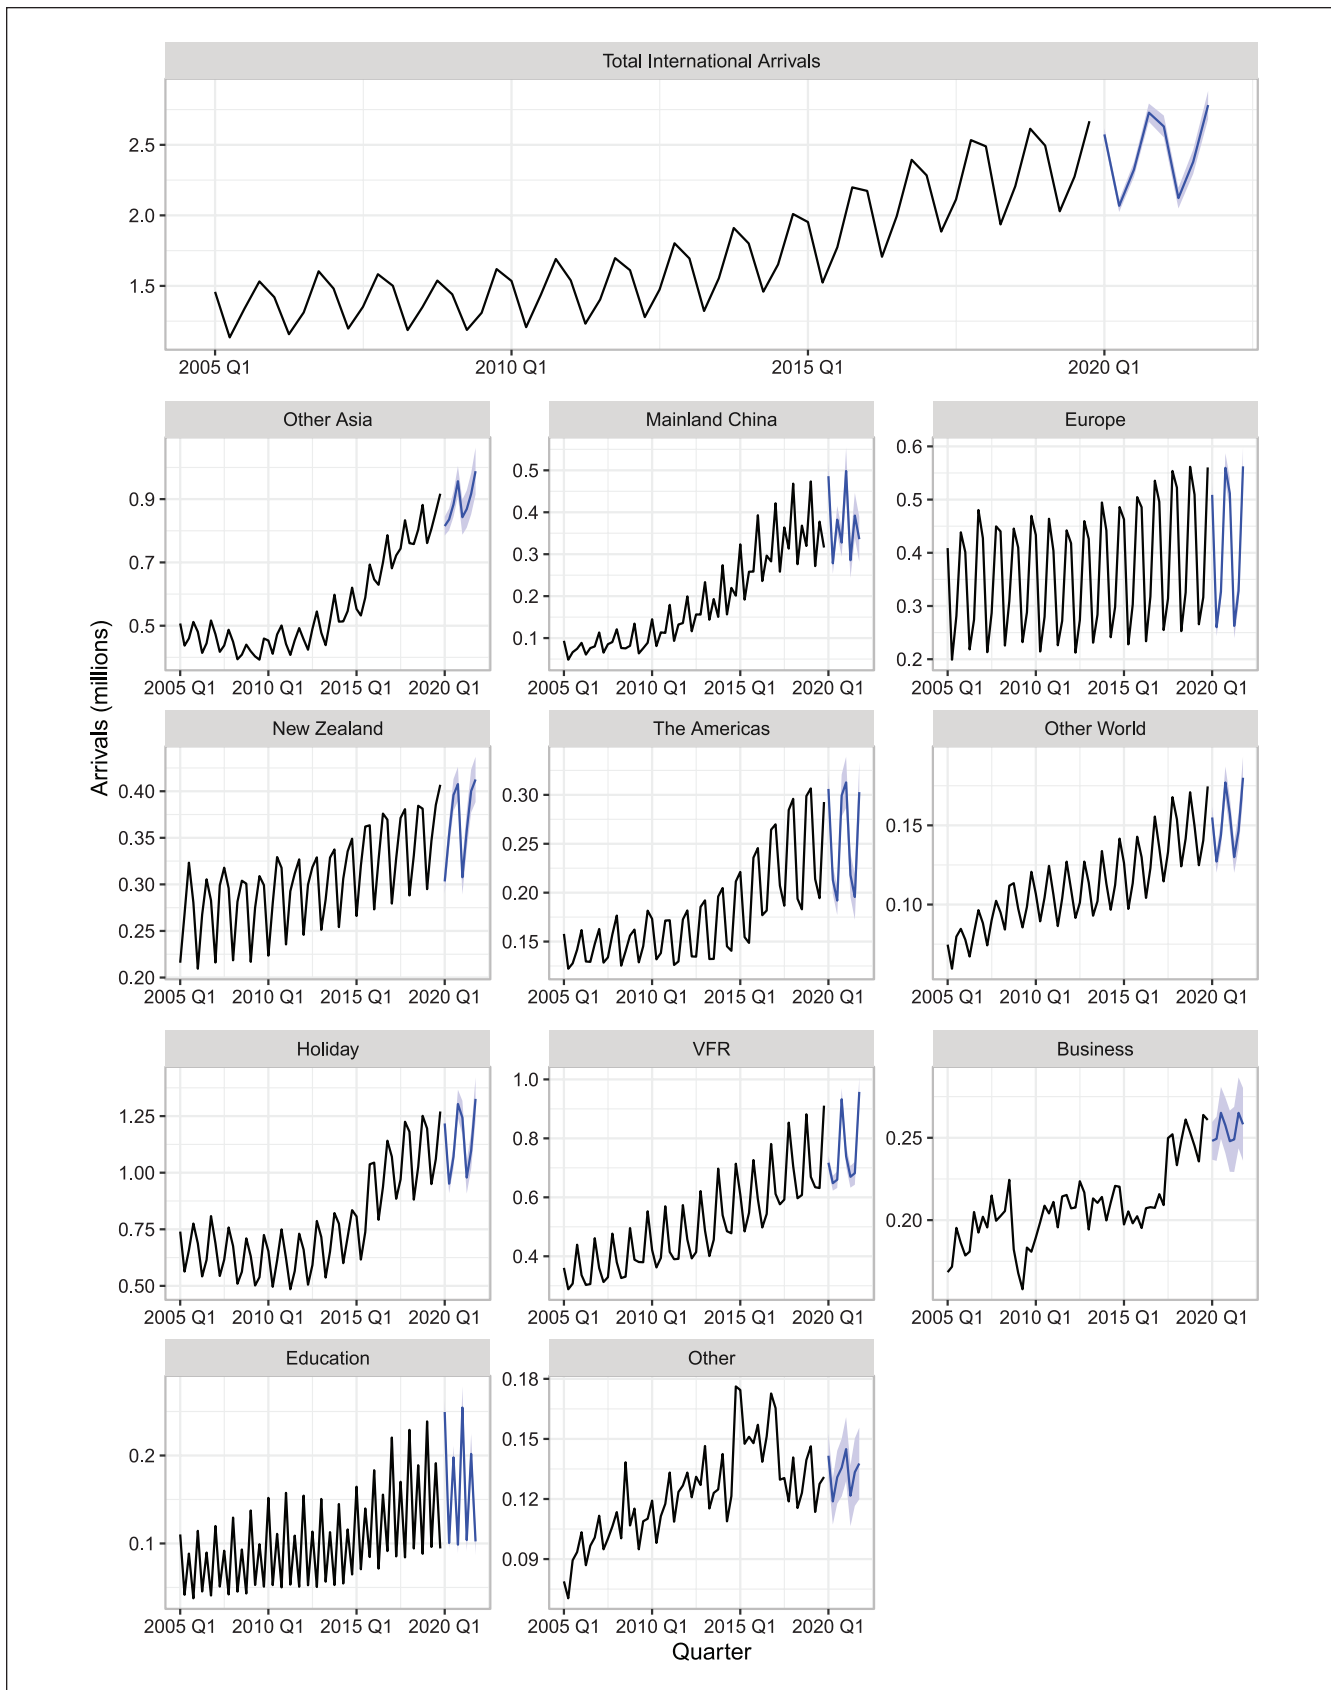 Total International Arrivals
2.5
2.0
1.5
2005 Q1 2010 Q1 2015 Q1 2020 Q1
Arrivals (millions)
Other Asia
0.9
0.7
0.5
2005 Q1 2010 Q1 2015 Q1 2020 Q1
Mainland China
0.5
0.4
0.3
0.2
0.1
2005 Q1 2010 Q1 2015 Q1 2020 Q1
Europe
0.6
0.5
0.4
0.3
0.2
2005 Q1 2010 Q1 2015 Q1 2020 Q1
New Zealand
0.40
0.35
0.30
0.25
0.20
2005 Q1 2010 Q1 2015 Q1 2020 Q1
The Americas
0.30
0.25
0.20
0.15
2005 Q1 2010 Q1 2015 Q1 2020 Q1
Other World
0.15
0.10
2005 Q1 2010 Q1 2015 Q1 2020 Q1
Holiday
1.25
1.00
0.75
0.50
2005 Q1 2010 Q1 2015 Q1 2020 Q1
VFR
1.0
0.8
0.6
0.4
2005 Q1 2010 Q1 2015 Q1 2020 Q1
Business
0.25
0.20
2005 Q1 2010 Q1 2015 Q1 2020 Q1
Education
0.2
0.1
2005 Q1 2010 Q1 2015 Q1 2020 Q1
Other
0.18
0.15
0.12
0.09
2005 Q1 2010 Q1 2015 Q1 2020 Q1
Quarter